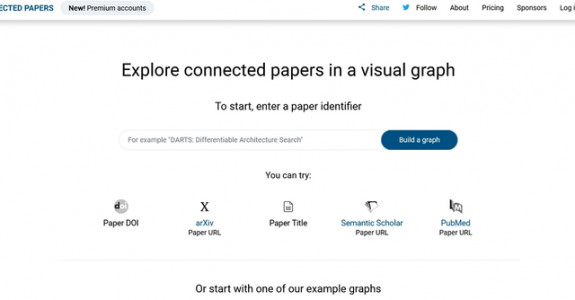 ECTED PAPERS New! Premium accounts Share Follow About Pricing Sponsors Log i
Explore connected papers in a visual graph
To start, enter a paper identifier
For example "DARTS: Differentiable Architecture Search" Build a graph
You can try:
Paper DOI arXiv Paper Title Semantic Scholar PubMed
Paper URL Paper URL Paper URL
Or start with one of our example graphs